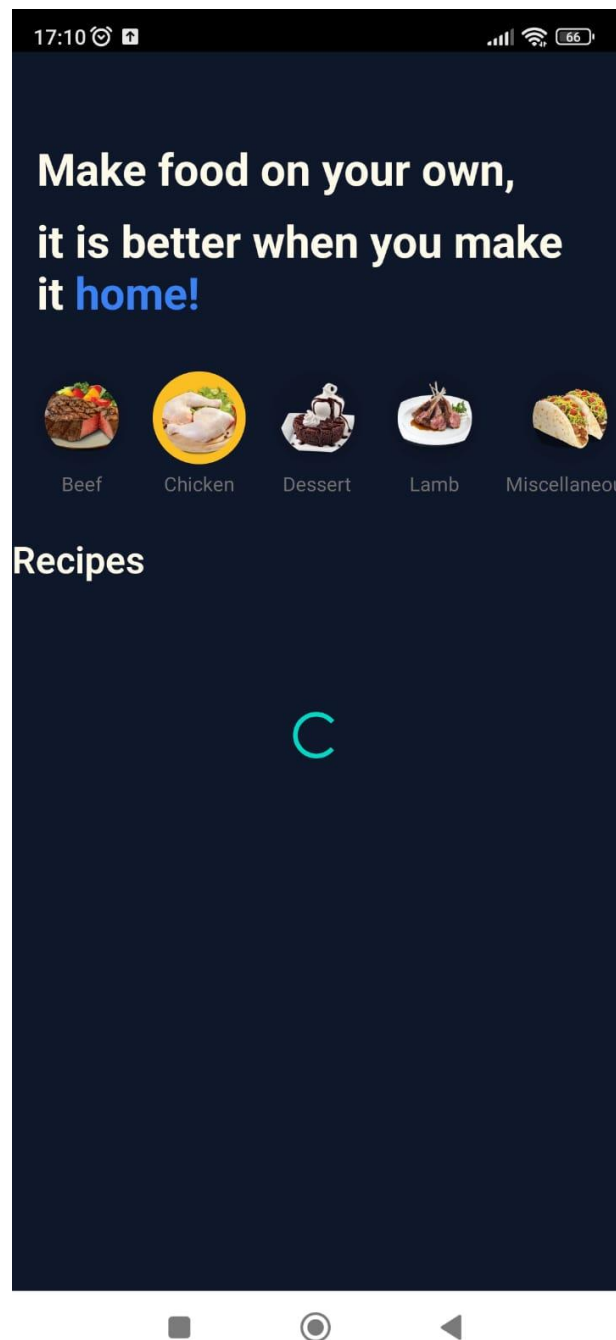 17:10
66
Make food on your own,
it is better when you make
it home!
Beef Chicken Dessert Lamb Miscellaneou
Recipes